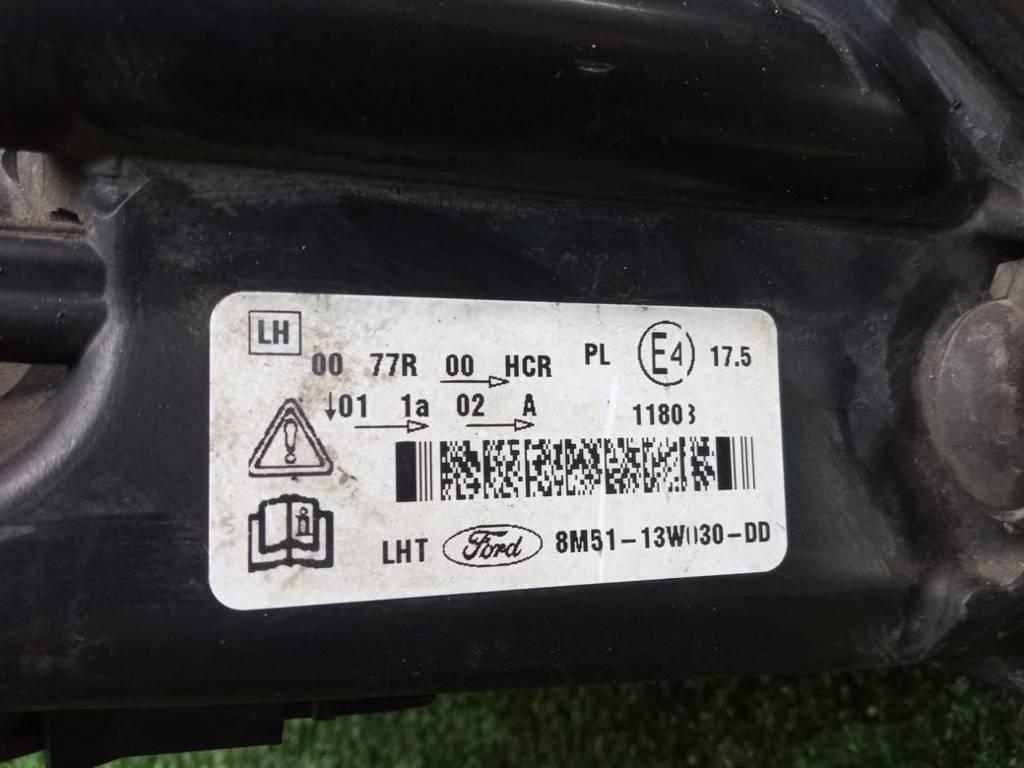 LH
00 77R 00 HCR PL E4 17.5
↓01 1a 02 A 11803
LHT Ford 8M51-13W030-DD